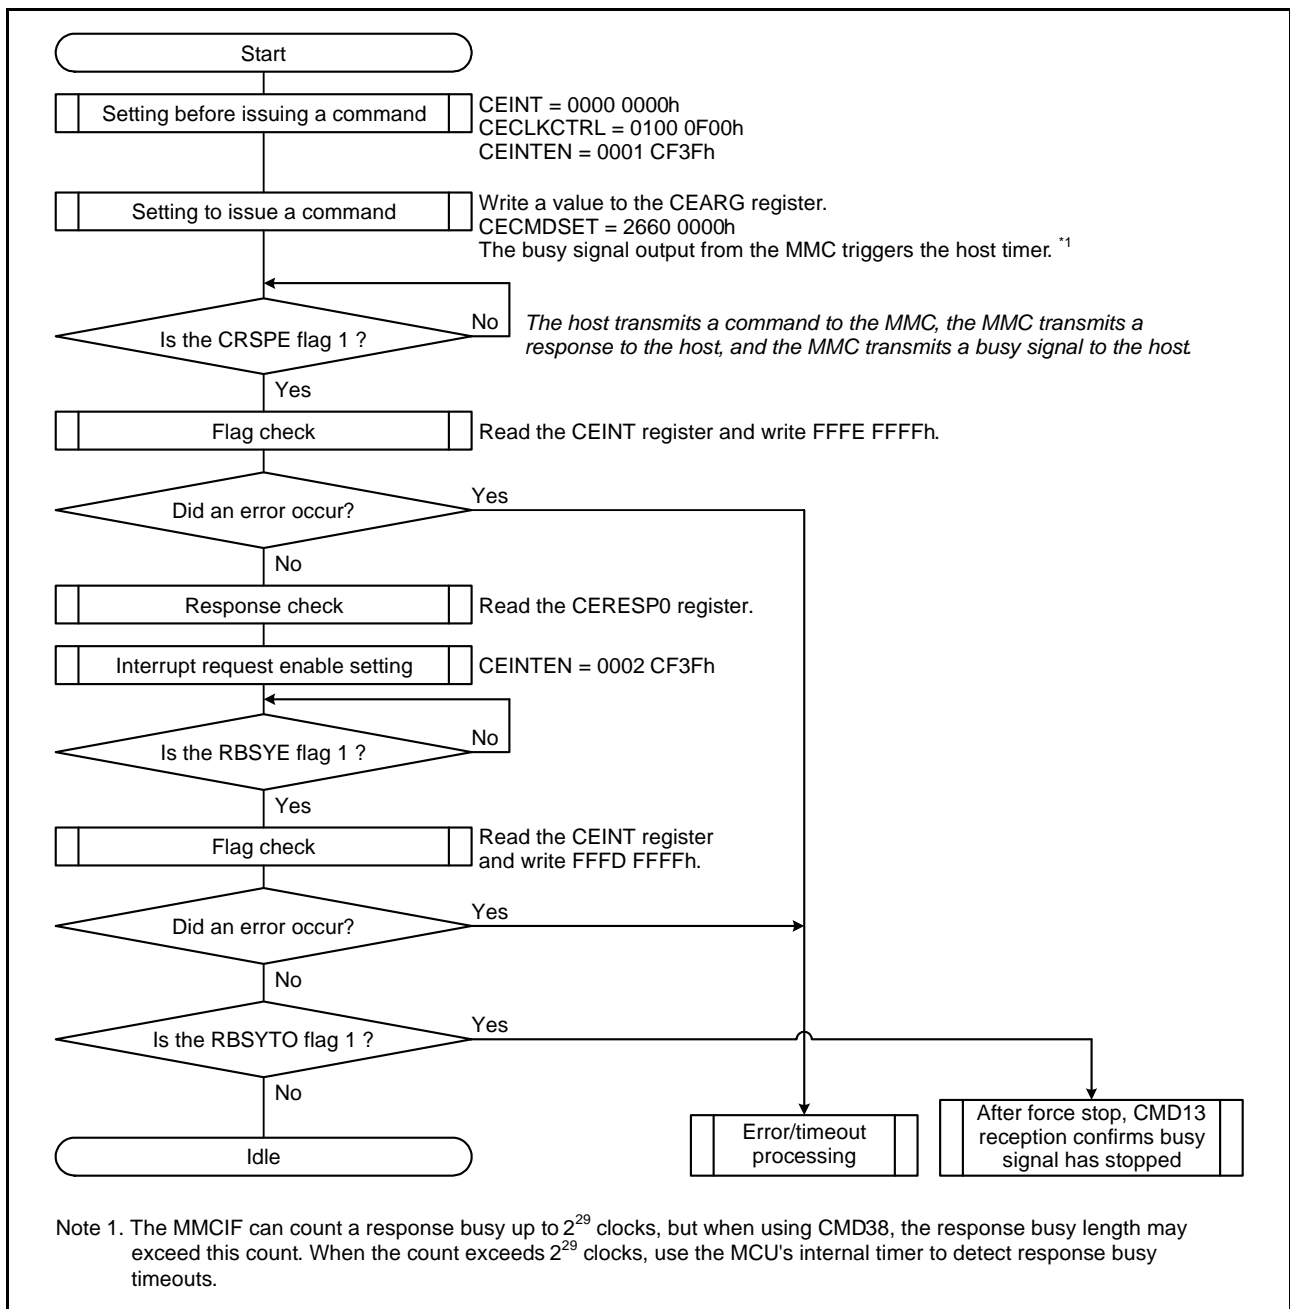 Start
Setting before issuing a command
CEINT = 0000 0000h
CECLKCTRL = 0100 0F00h
CEINTEN = 0001 CF3Fh
Setting to issue a command
Write a value to the CEARG register.
CECMDSET = 2660 0000h
The busy signal output from the MMC triggers the host timer. *1
Is the CRSPE flag 1 ?
No
The host transmits a command to the MMC, the MMC transmits a
response to the host, and the MMC transmits a busy signal to the host.
Yes
Flag check
Read the CEINT register and write FFFE FFFFh.
Did an error occur?
Yes
No
Response check
Read the CERESP0 register.
Interrupt request enable setting
CEINTEN = 0002 CF3Fh
Is the RBSYE flag 1 ?
No
Yes
Flag check
Read the CEINT register
and write FFFD FFFFh.
Did an error occur?
Yes
No
Is the RBSYTO flag 1 ?
Yes
No
Idle
Error/timeout
processing
After force stop, CMD13
reception confirms busy
signal has stopped
Note 1. The MMCIF can count a response busy up to 2^29 clocks, but when using CMD38, the response busy length may
exceed this count. When the count exceeds 2^29 clocks, use the MCU's internal timer to detect response busy
timeouts.